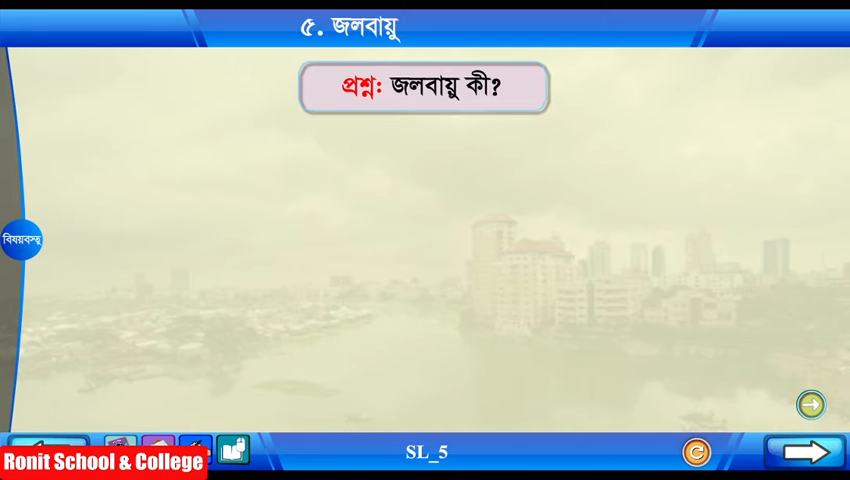 ৫. জলবায়ু
প্রশ্ন: জলবায়ু কী?
বিষয়বস্তু
SL_5
Ronit School & College